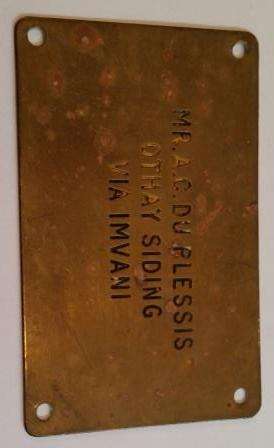 MR. A.C. DU PLESSIS
OTHAY SIDING
VIA IMVANI